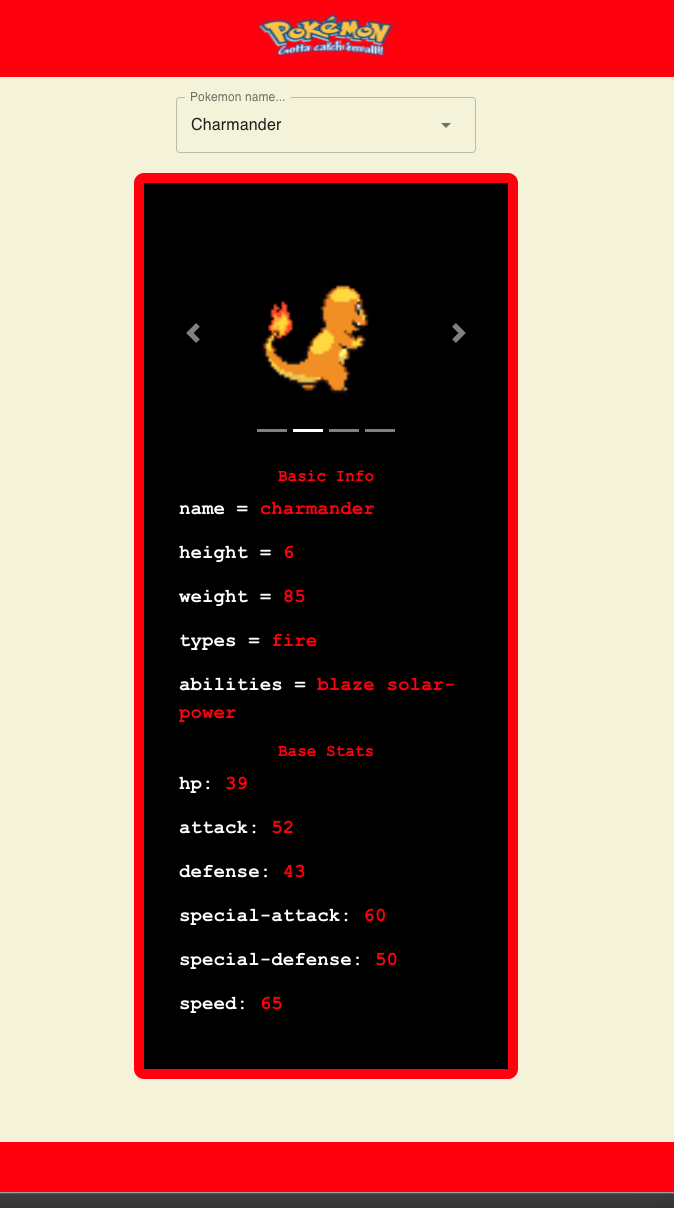 POKéMON
Gotta catch 'em all!
Pokemon name...
Charmander
Basic Info
name = charmander
height = 6
weight = 85
types = fire
abilities = blaze solar-
power
Base Stats
hp: 39
attack: 52
defense: 43
special-attack: 60
special-defense: 50
speed: 65